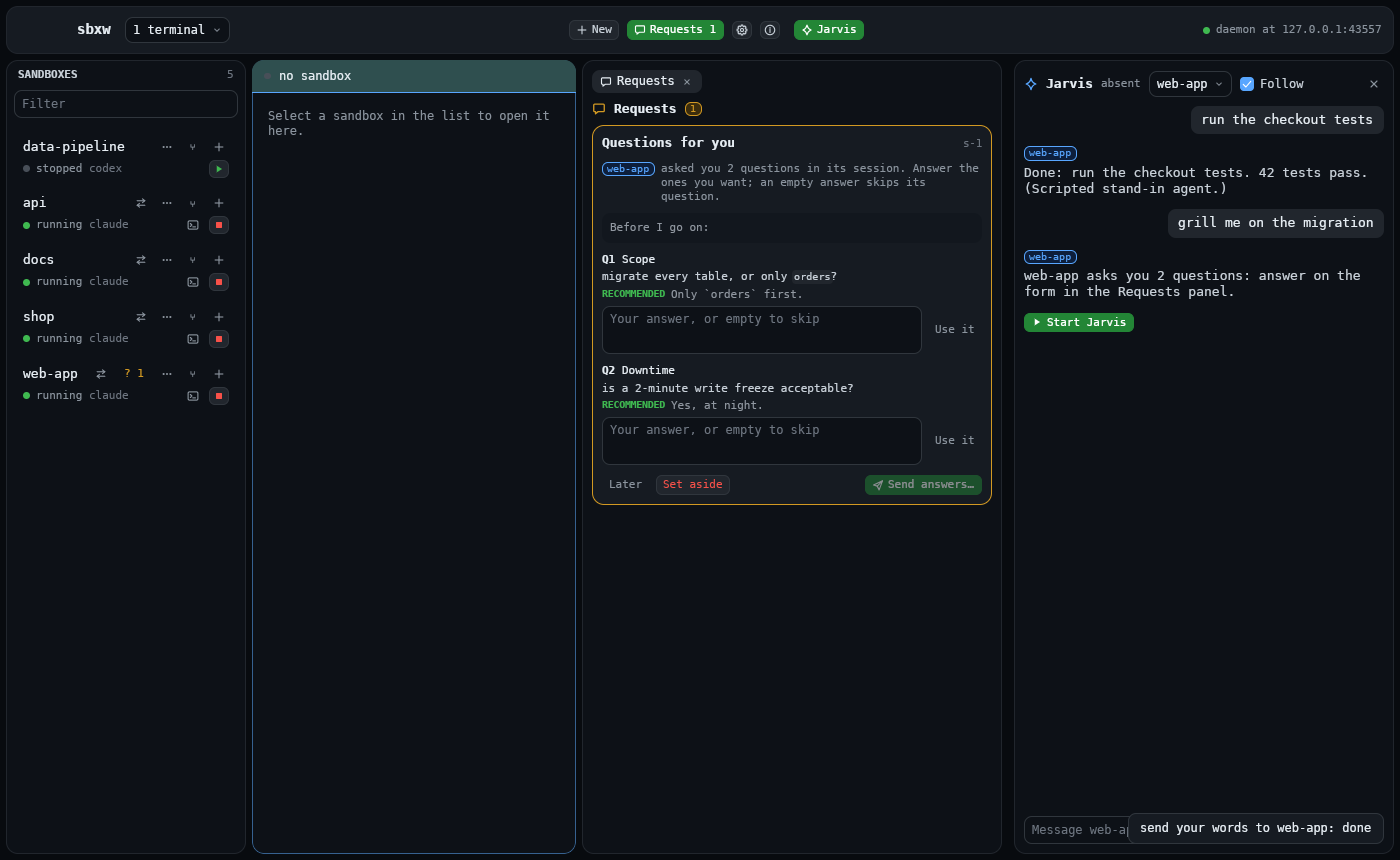 sbxw
1 terminal
New
Requests 1
Jarvis
daemon at 127.0.0.1:43557
SANDBOXES 5
Filter
data-pipeline
stopped codex
api
running claude
docs
running claude
shop
running claude
web-app ? 1
running claude
no sandbox
Select a sandbox in the list to open it
here.
Requests ×
Requests 1
Questions for you s-1
web-app asked you 2 questions in its session. Answer the
ones you want; an empty answer skips its
question.
Before I go on:
Q1 Scope
migrate every table, or only orders?
RECOMMENDED Only `orders` first.
Your answer, or empty to skip
Use it
Q2 Downtime
is a 2-minute write freeze acceptable?
RECOMMENDED Yes, at night.
Your answer, or empty to skip
Use it
Later Set aside Send answers…
Jarvis absent web-app Follow ×
run the checkout tests
web-app
Done: run the checkout tests. 42 tests pass.
(Scripted stand-in agent.)
grill me on the migration
web-app
web-app asks you 2 questions: answer on the
form in the Requests panel.
Start Jarvis
Message
send your words to web-app: done